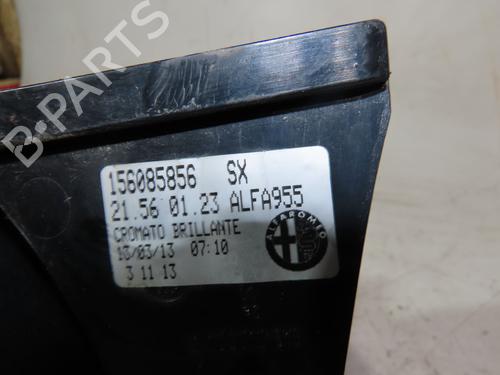 B-PARTS
156085856 SX
21.56 01.23 ALFA955
CROMATO BRILLANTE
13/03/13 07:10
3 11 13
ALFA ROMEO